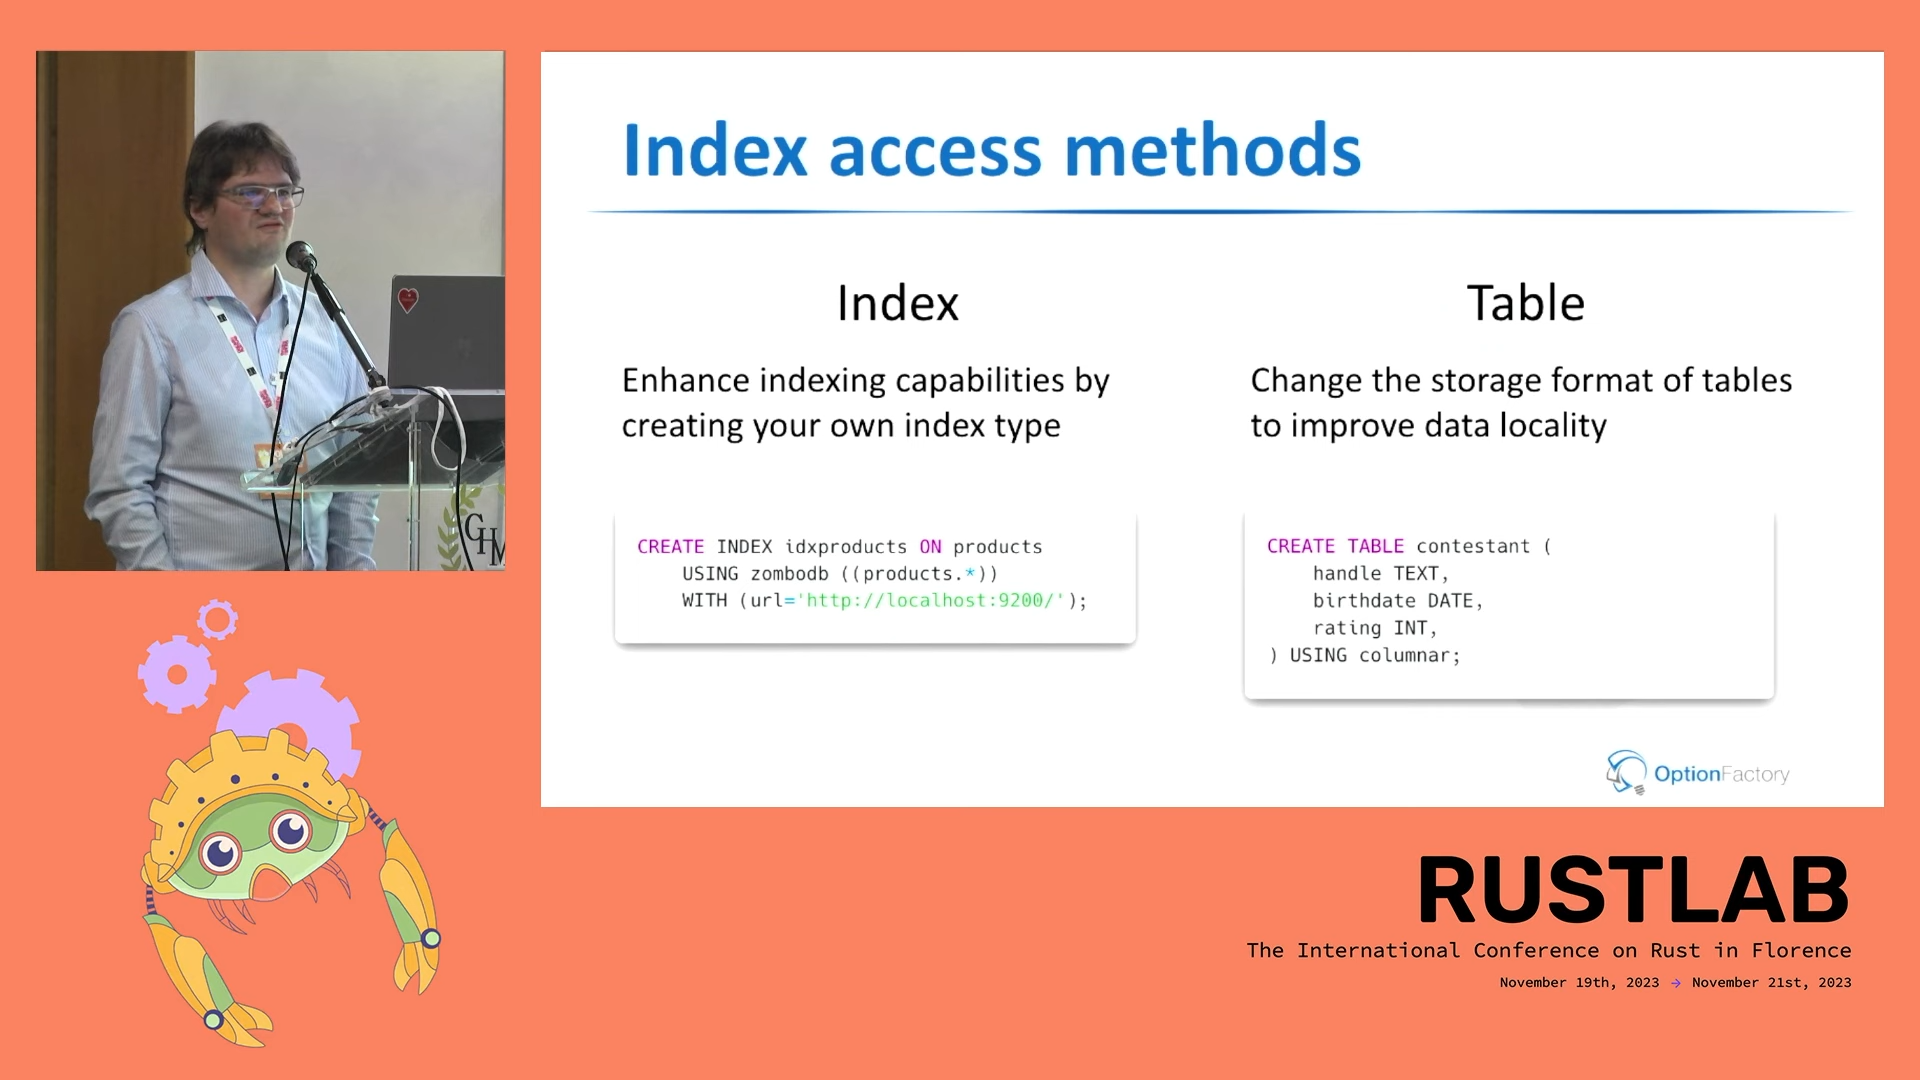 Index access methods
Index
Enhance indexing capabilities by
creating your own index type
CREATE INDEX idxproducts ON products
USING zombodb ((products.*))
WITH (url='http://localhost:9200/');
Table
Change the storage format of tables
to improve data locality
CREATE TABLE contestant (
handle TEXT,
birthdate DATE,
rating INT,
) USING columnar;
OptionFactory
GHM
RUSTLAB
The International Conference on Rust in Florence
November 19th, 2023 → November 21st, 2023